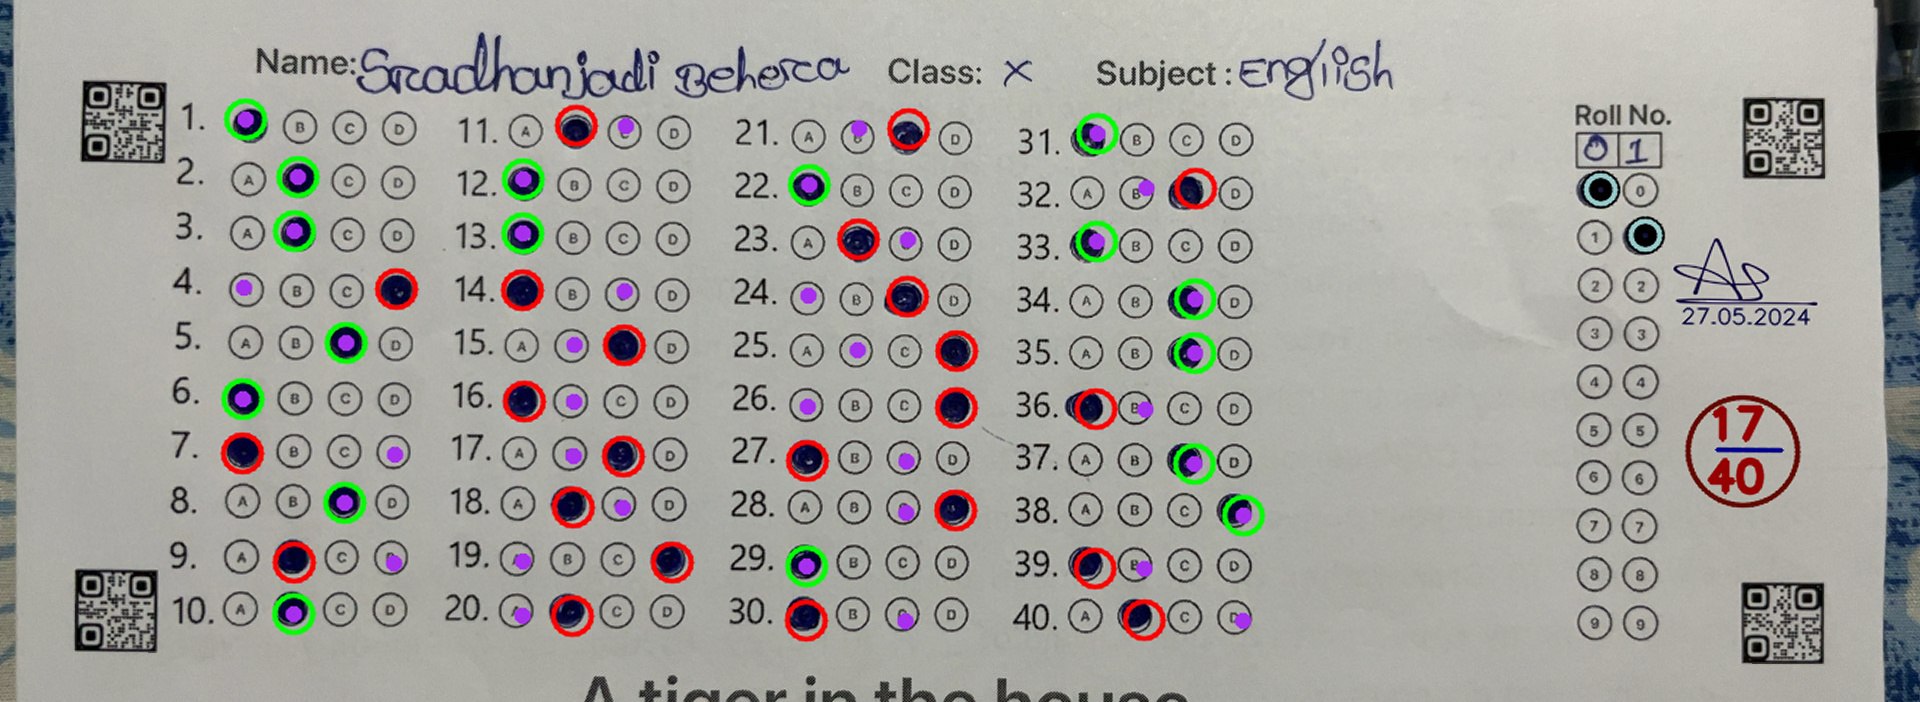 Name: Sradhanjadi Beherca Class: X Subject: English
Roll No.
0 1
1. A B C D 11. A B C D 21. A B C D 31. A B C D 0 0
2. A B C D 12. A B C D 22. A B C D 32. A B C D 1 1
3. A B C D 13. A B C D 23. A B C D 33. A B C D 2 2
4. A B C D 14. A B C D 24. A B C D 34. A B C D 3 3
5. A B C D 15. A B C D 25. A B C D 35. A B C D 4 4
6. A B C D 16. A B C D 26. A B C D 36. A B C D 5 5
7. A B C D 17. A B C D 27. A B C D 37. A B C D 6 6
8. A B C D 18. A B C D 28. A B C D 38. A B C D 7 7
9. A B C D 19. A B C D 29. A B C D 39. A B C D 8 8
10. A B C D 20. A B C D 30. A B C D 40. A B C D 9 9
27.05.2024
17
40
A tiger in the house